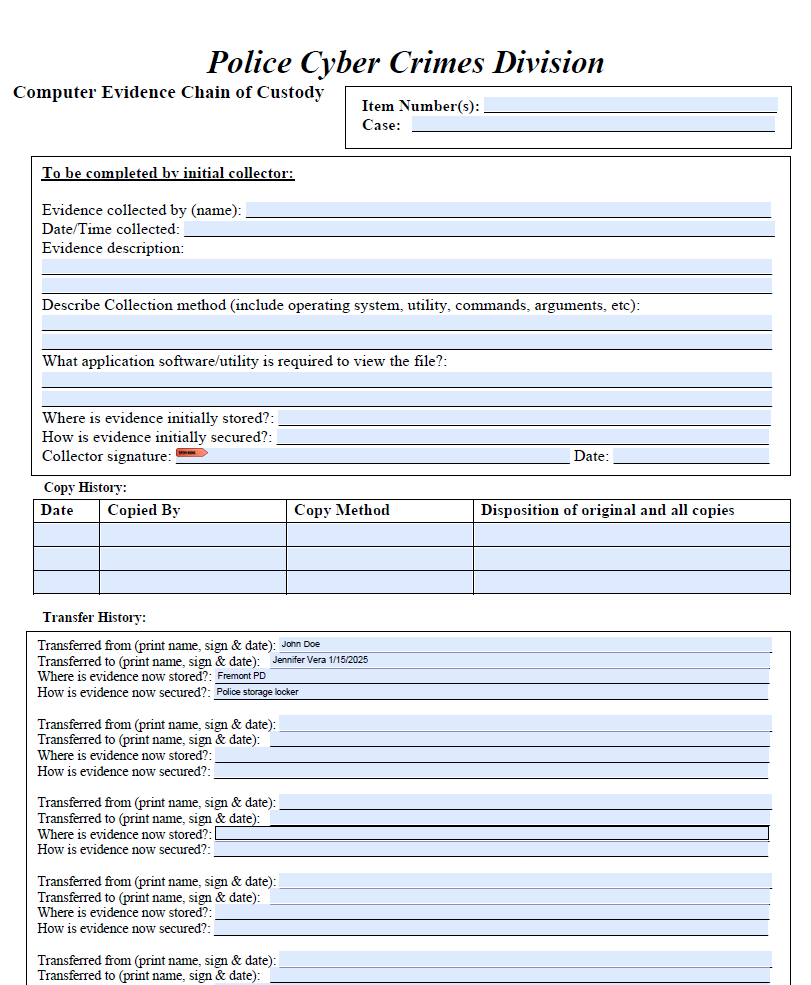 Police Cyber Crimes Division
Computer Evidence Chain of Custody
Item Number(s):
Case:
To be completed by initial collector:
Evidence collected by (name):
Date/Time collected:
Evidence description:
Describe Collection method (include operating system, utility, commands, arguments, etc):
What application software/utility is required to view the file?:
Where is evidence initially stored?:
How is evidence initially secured?:
Collector signature: Date:
Copy History:
Date Copied By Copy Method Disposition of original and all copies
Transfer History:
Transferred from (print name, sign & date): John Doe
Transferred to (print name, sign & date): Jennifer Vera 1/15/2025
Where is evidence now stored?: Fremont PD
How is evidence now secured?: Police storage locker
Transferred from (print name, sign & date):
Transferred to (print name, sign & date):
Where is evidence now stored?:
How is evidence now secured?:
Transferred from (print name, sign & date):
Transferred to (print name, sign & date):
Where is evidence now stored?:
How is evidence now secured?:
Transferred from (print name, sign & date):
Transferred to (print name, sign & date):
Where is evidence now stored?:
How is evidence now secured?:
Transferred from (print name, sign & date):
Transferred to (print name, sign & date):